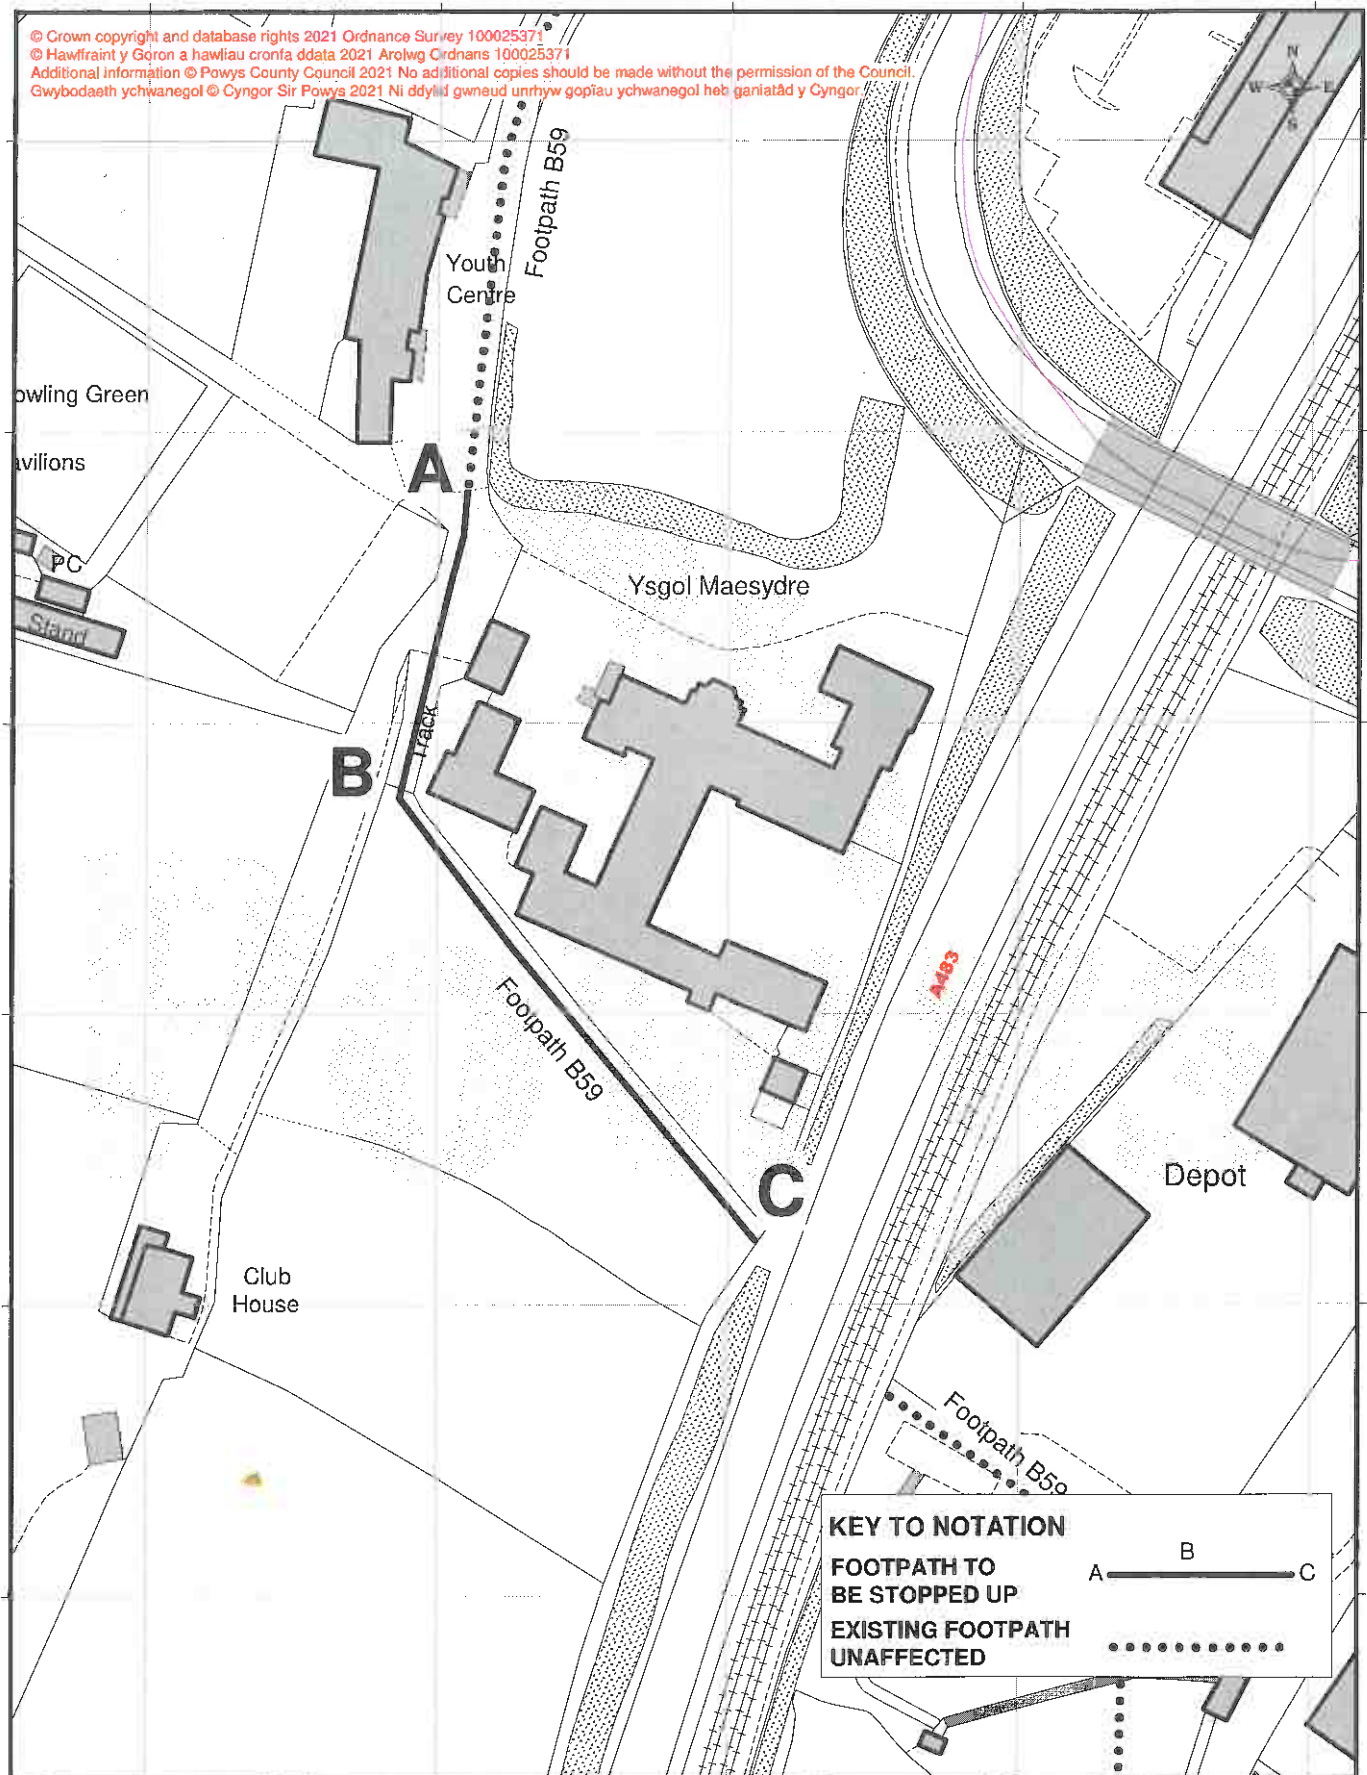 © Crown copyright and database rights 2021 Ordnance Survey 100025371
© Hawlfraint y Goron a hawliau cronfa ddata 2021 Arolwg Ordnans 100025371
Additional Information © Powys County Council 2021 No additional copies should be made without the permission of the Council.
Gwybodaeth ychwanegol © Cyngor Sir Powys 2021 Ni ddylid gwneud unrhyw gopïau ychwanegol heb ganiatâd y Cyngor.
N
W E
S
Footpath B59
Youth
Centre
owling Green
avilions
A
PC
Stand
Ysgol Maesydre
Track
B
A483
Footpath B59
C
Depot
Club
House
Footpath B59
KEY TO NOTATION
FOOTPATH TO
BE STOPPED UP
A B C
EXISTING FOOTPATH
UNAFFECTED